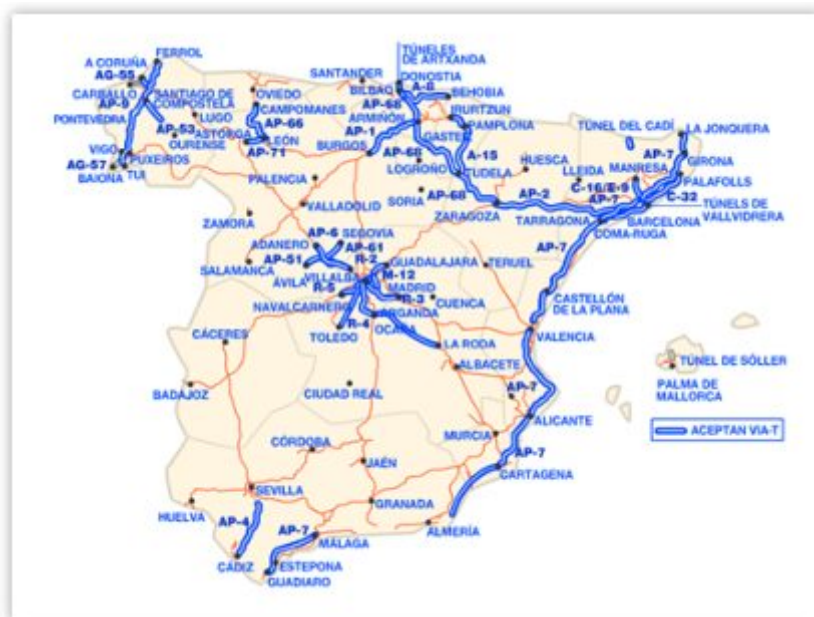 FERROL
A CORUÑA
AG-55
CARBALLO
SANTIAGO DE
COMPOSTELA
AP-9
PONTEVEDRA
LUGO
AP-53
OURENSE
VIGO
PUXEIROS
AG-57
BAIONA
TUI
OVIEDO
CAMPOMANES
AP-66
ASTORGA
LEÓN
AP-71
SANTANDER
TÚNELES
DE ARTXANDA
DONOSTIA
BILBAO
A-8
BEHOBIA
AP-68
IRURTZUN
ARMIÑÓN
PAMPLONA
AP-1
GASTEI
BURGOS
AP-68
A-15
LOGROÑO
TUDELA
PALENCIA
SORIA
AP-68
HUESCA
AP-2
ZARAGOZA
LLEIDA
TÚNEL DEL CADÍ
LA JONQUERA
MANRESA
AP-7
GIRONA
C-16/E-9
PALAFOLLS
AP-7
C-32
TARRAGONA
BARCELONA
TÚNELS DE
VALLVIDRERA
COMA-RUGA
VALLADOLID
ZAMORA
AP-6
SEGOVIA
ADANERO
AP-61
R-2
SALAMANCA
AP-51
ÁVILA
VILLALBA
GUADALAJARA
M-12
TERUEL
R-5
MADRID
R-3
NAVALCARNERO
CUENCA
ARGANDA
R-4
TOLEDO
OCAÑA
AP-7
CASTELLÓN
DE LA PLANA
CÁCERES
LA RODA
VALENCIA
ALBACETE
TÚNEL DE SÓLLER
PALMA DE
MALLORCA
BADAJOZ
CIUDAD REAL
AP-7
ALICANTE
ACEPTAN VIA-T
MURCIA
CÓRDOBA
AP-7
JAÉN
CARTAGENA
SEVILLA
HUELVA
GRANADA
AP-4
AP-7
ALMERÍA
MÁLAGA
CÁDIZ
ESTEPONA
GUADIARO